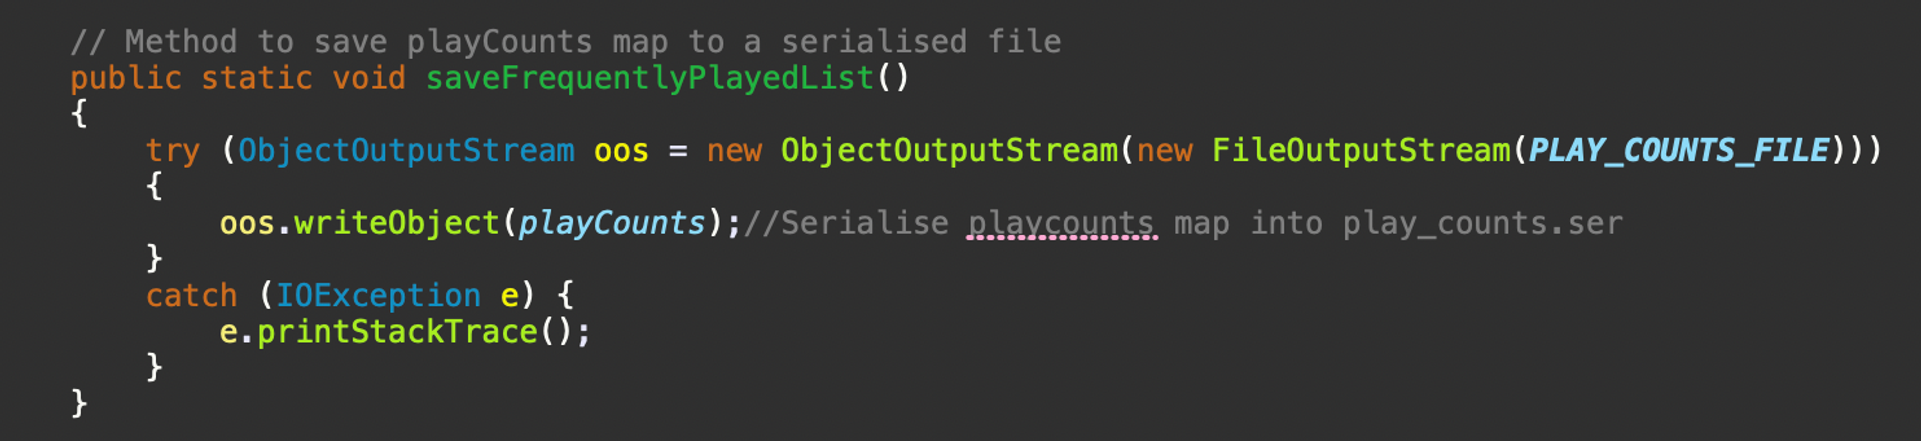 // Method to save playCounts map to a serialised file
public static void saveFrequentlyPlayedList()
{
    try (ObjectOutputStream oos = new ObjectOutputStream(new FileOutputStream(PLAY_COUNTS_FILE)))
    {
        oos.writeObject(playCounts);//Serialise playcounts map into play_counts.ser
    }
    catch (IOException e) {
        e.printStackTrace();
    }
}